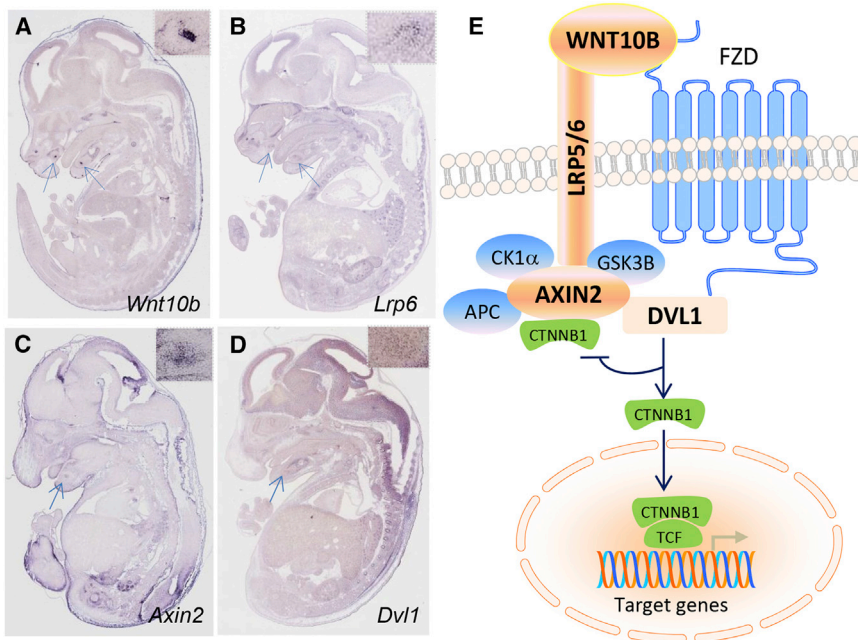 A
B
Wnt10b
Lrp6
C
D
Axin2
Dvl1
E
WNT10B
FZD
LRP5/6
CK1α
GSK3B
AXIN2
APC
DVL1
CTNNB1
CTNNB1
CTNNB1
TCF
Target genes